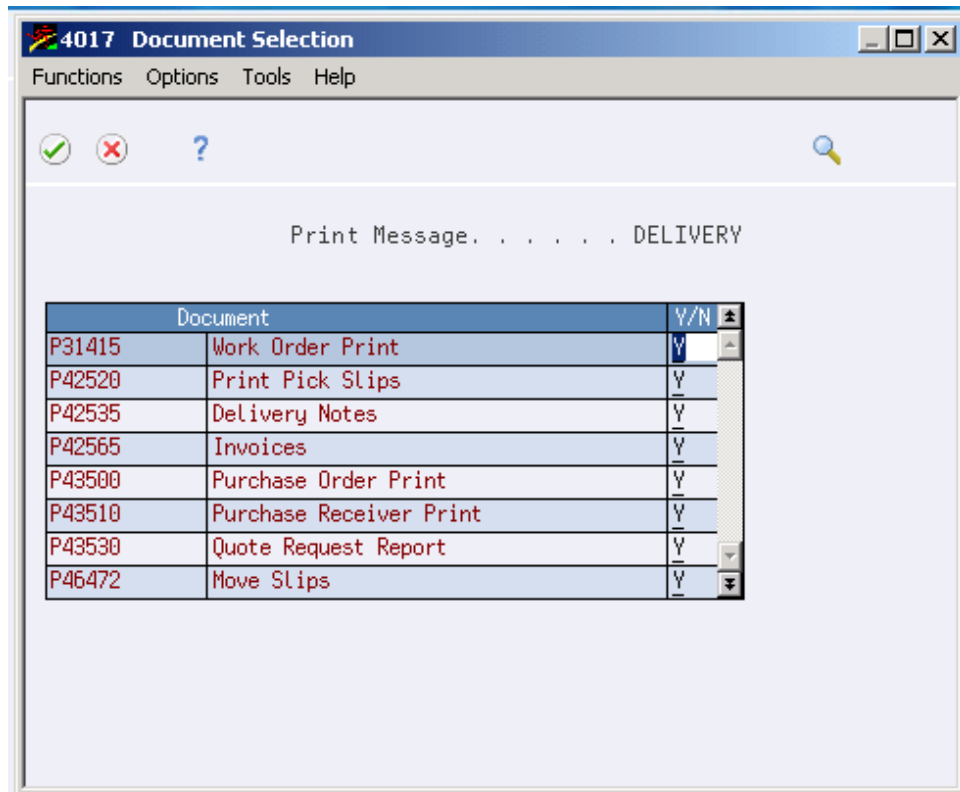 4017 Document Selection
Functions Options Tools Help
?
Print Message. . . . . . DELIVERY
Document Y/N
P31415 Work Order Print Y
P42520 Print Pick Slips Y
P42535 Delivery Notes Y
P42565 Invoices Y
P43500 Purchase Order Print Y
P43510 Purchase Receiver Print Y
P43530 Quote Request Report Y
P46472 Move Slips Y